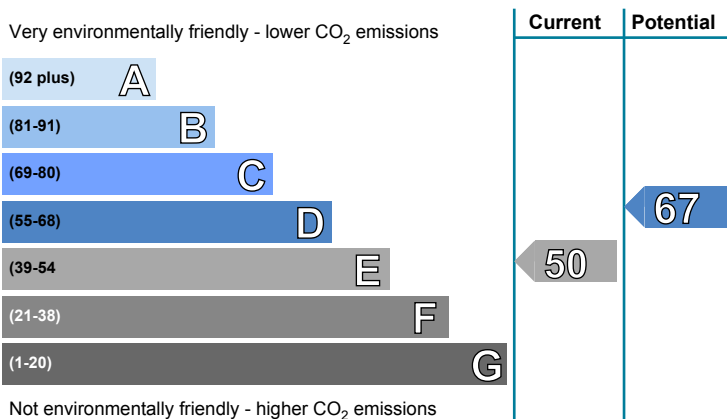 Very environmentally friendly - lower CO2 emissions
Current
Potential
(92 plus) A
(81-91) B
(69-80) C
(55-68) D
67
(39-54 E
50
(21-38) F
(1-20) G
Not environmentally friendly - higher CO2 emissions